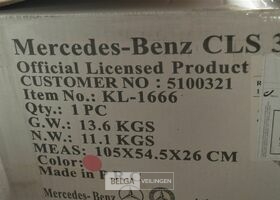 Mercedes-Benz CLS 3
Official Licensed Product
CUSTOMER NO : 5100321
Item No.: KL-1666
Qty.: 1 PC
G.W.: 13.6 KGS
N.W.: 11.1 KGS
MEAS: 105X54.5X26 CM
Color:
Made in P.R.
BELGA VEILINGEN
Mercedes-Benz